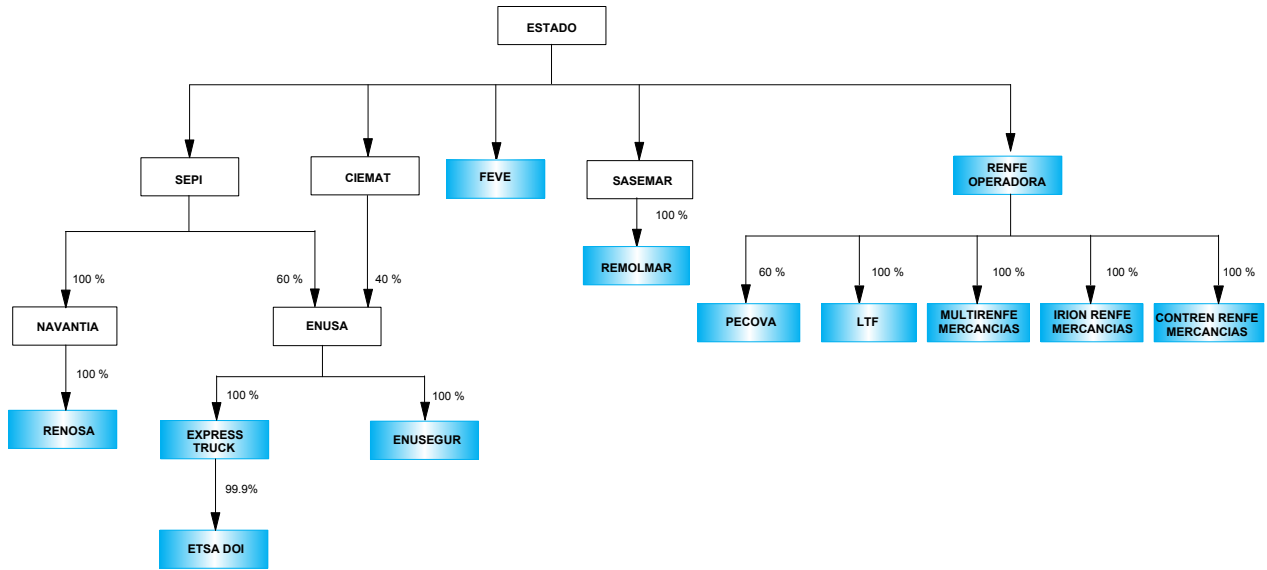 ESTADO
SEPI
CIEMAT
FEVE
SASEMAR
RENFE
OPERADORA
100 %
REMOLMAR
100 %
60 %
40 %
60 %
100%
100%
100%
100%
NAVANTIA
ENUSA
PECOVA
LTF
MULTIRENFE
MERCANCIAS
IRION RENFE
MERCANCIAS
CONTREN RENFE
MERCANCIAS
100 %
100 %
100 %
RENOSA
EXPRESS
TRUCK
ENUSEGUR
99.9%
ETSA DOI